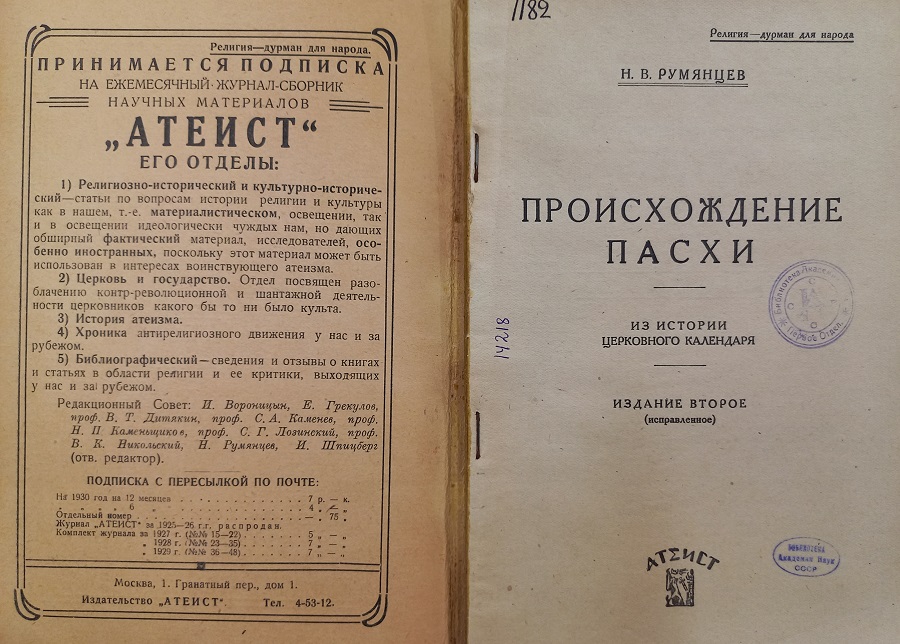 Религия—дурман для народа.
ПРИНИМАЕТСЯ ПОДПИСКА
НА ЕЖЕМЕСЯЧНЫЙ ЖУРНАЛ-СБОРНИК
НАУЧНЫХ МАТЕРИАЛОВ
„АТЕИСТ“
ЕГО ОТДЕЛЫ:
1) Религиозно-исторический и культурно-историче-
ский—статьи по вопросам истории религии и культуры
как в нашем, т.-е. материалистическом, освещении, так
и в освещении идеологически чуждых нам, но дающих
обширный фактический материал, исследователей, осо-
бенно иностранных, поскольку этот материал может быть
использован в интересах воинствующего атеизма.
2) Церковь и государство. Отдел посвящен разо-
блачению контр-революционной и шантажной деятель-
ности церковников какого бы то ни было культа.
3) История атеизма.
4) Хроника антирелигиозного движения у нас и за
рубежом.
5) Библиографический—сведения и отзывы о книгах
и статьях в области религии и ее критики, выходящих
у нас и за рубежом.
Редакционный Совет: И. Вороницын, Е. Грекулов,
проф. В. Т. Дитякин, проф. С. А. Каменев, проф.
Н. П Каменьщиков, проф. С. Г. Лозинский, проф.
В. К. Никольский, Н. Румянцев, И. Шпицберг
(отв. редактор).
ПОДПИСКА С ПЕРЕСЫЛКОЙ ПО ПОЧТЕ:
На 1930 год на 12 месяцев . . . . . . . . . . . . . 7 р. — к.
„ „ „ „ 6 „ . . . . . . . . . . . . . 4 „ — „
Отдельный номер . . . . . . . . . . . . . . . . — „ 75 „
Журнал „АТЕИСТ“ за 1925—26 г.г. распродан.
Комплект журнала за 1927 г. (№№ 15—22) . . . . . . . 5 „ — „
„ 1928 г. (№№ 23—35) . . . . . . . 7 „ — „
„ 1929 г. (№№ 36—48) . . . . . . . 7 „ — „
Москва, 1. Гранатный пер., дом 1.
Издательство „АТЕИСТ“. Тел. 4-53-12.
1182
Религия—дурман для народа
Н. В. РУМЯНЦЕВ
ПРОИСХОЖДЕНИЕ
ПАСХИ
ИЗ ИСТОРИИ
ЦЕРКОВНОГО КАЛЕНДАРЯ
ИЗДАНИЕ ВТОРОЕ
(исправленное)
14218
Библиотека
АТЕИСТ
БИБЛИОТЕКА
Академии Наук
СССР